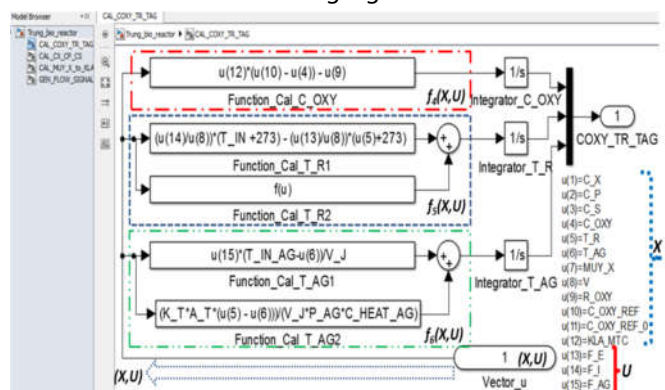 Model Browser
CAL_COXY_TR_TAG
Trung_bio_reactor
CAL_COXY_TR_TAG
CAL_CX_CP_CS
CAL_MUY_X_to_KLA
GEN_FLOW_SIGNAL
Trung_bio_reactor CAL_COXY_TR_TAG
u(12)*(u(10) - u(4)) - u(9)
Function_Cal_C_OXY
f₄(X,U)
1/s
Integrator_C_OXY
(u(14)/u(8))*(T_IN +273) - (u(13)/u(8))*(u(5)+273)
Function_Cal_T_R1
1/s
Integrator_T_R
f(u)
Function_Cal_T_R2
f₅(X,U)
1
COXY_TR_TAG
u(15)*(T_IN_AG-u(6))/V_J
Function_Cal_T_AG1
1/s
Integrator_T_AG
(K_T*A_T*(u(5) - u(6)))/(V_J*P_AG*C_HEAT_AG)
Function_Cal_T_AG2
f₆(X,U)
u(1)=C_X
u(2)=C_P
u(3)=C_S
u(4)=C_OXY
u(5)=T_R
u(6)=T_AG
u(7)=MUY_X
u(8)=V
u(9)=R_OXY
u(10)=C_OXY_REF
u(11)=C_OXY_REF_0
u(12)=KLA_MTC
u(13)=F_E
u(14)=F_I
u(15)=F_AG
X
U
1 (X,U)
Vector_u
(X,U)